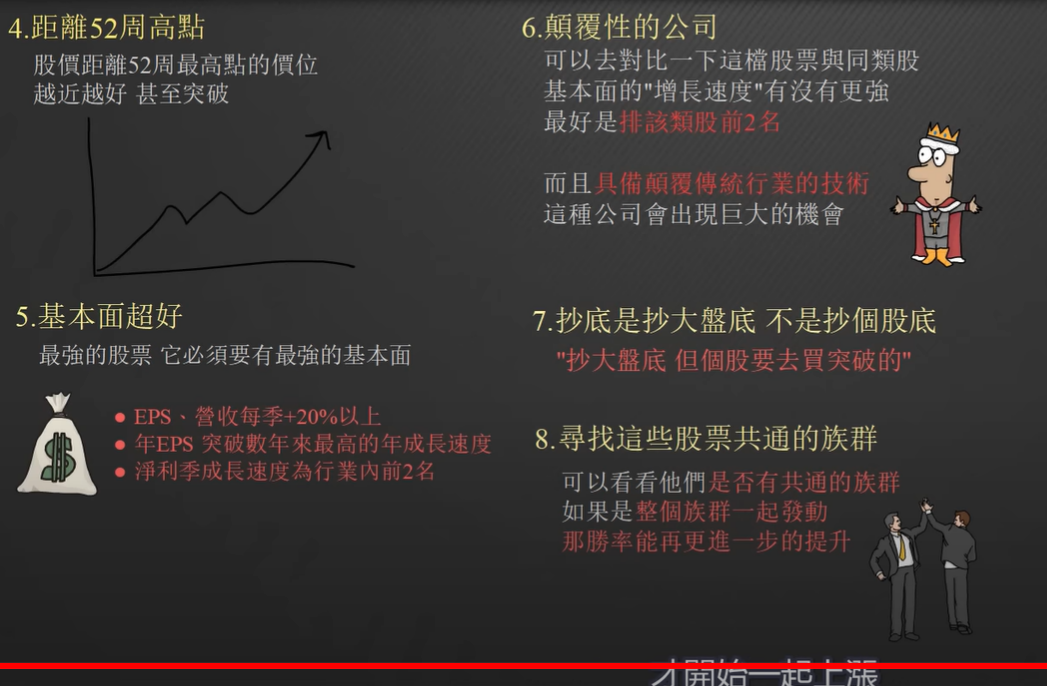 4.距離52周高點
股價距離52周最高點的價位
越近越好 甚至突破
5.基本面超好
最強的股票 它必須要有最強的基本面
● EPS、營收每季+20%以上
● 年EPS 突破數年來最高的年成長速度
● 淨利季成長速度為行業內前2名
6.顛覆性的公司
可以去對比一下這檔股票與同類股
基本面的"增長速度"有沒有更強
最好是排該類股前2名
而且具備顛覆傳統行業的技術
這種公司會出現巨大的機會
7.抄底是抄大盤底 不是抄個股底
"抄大盤底 但個股要去買突破的"
8.尋找這些股票共通的族群
可以看看他們是否有共通的族群
如果是整個族群一起發動
那勝率能再更進一步的提升
才開始一起上漲